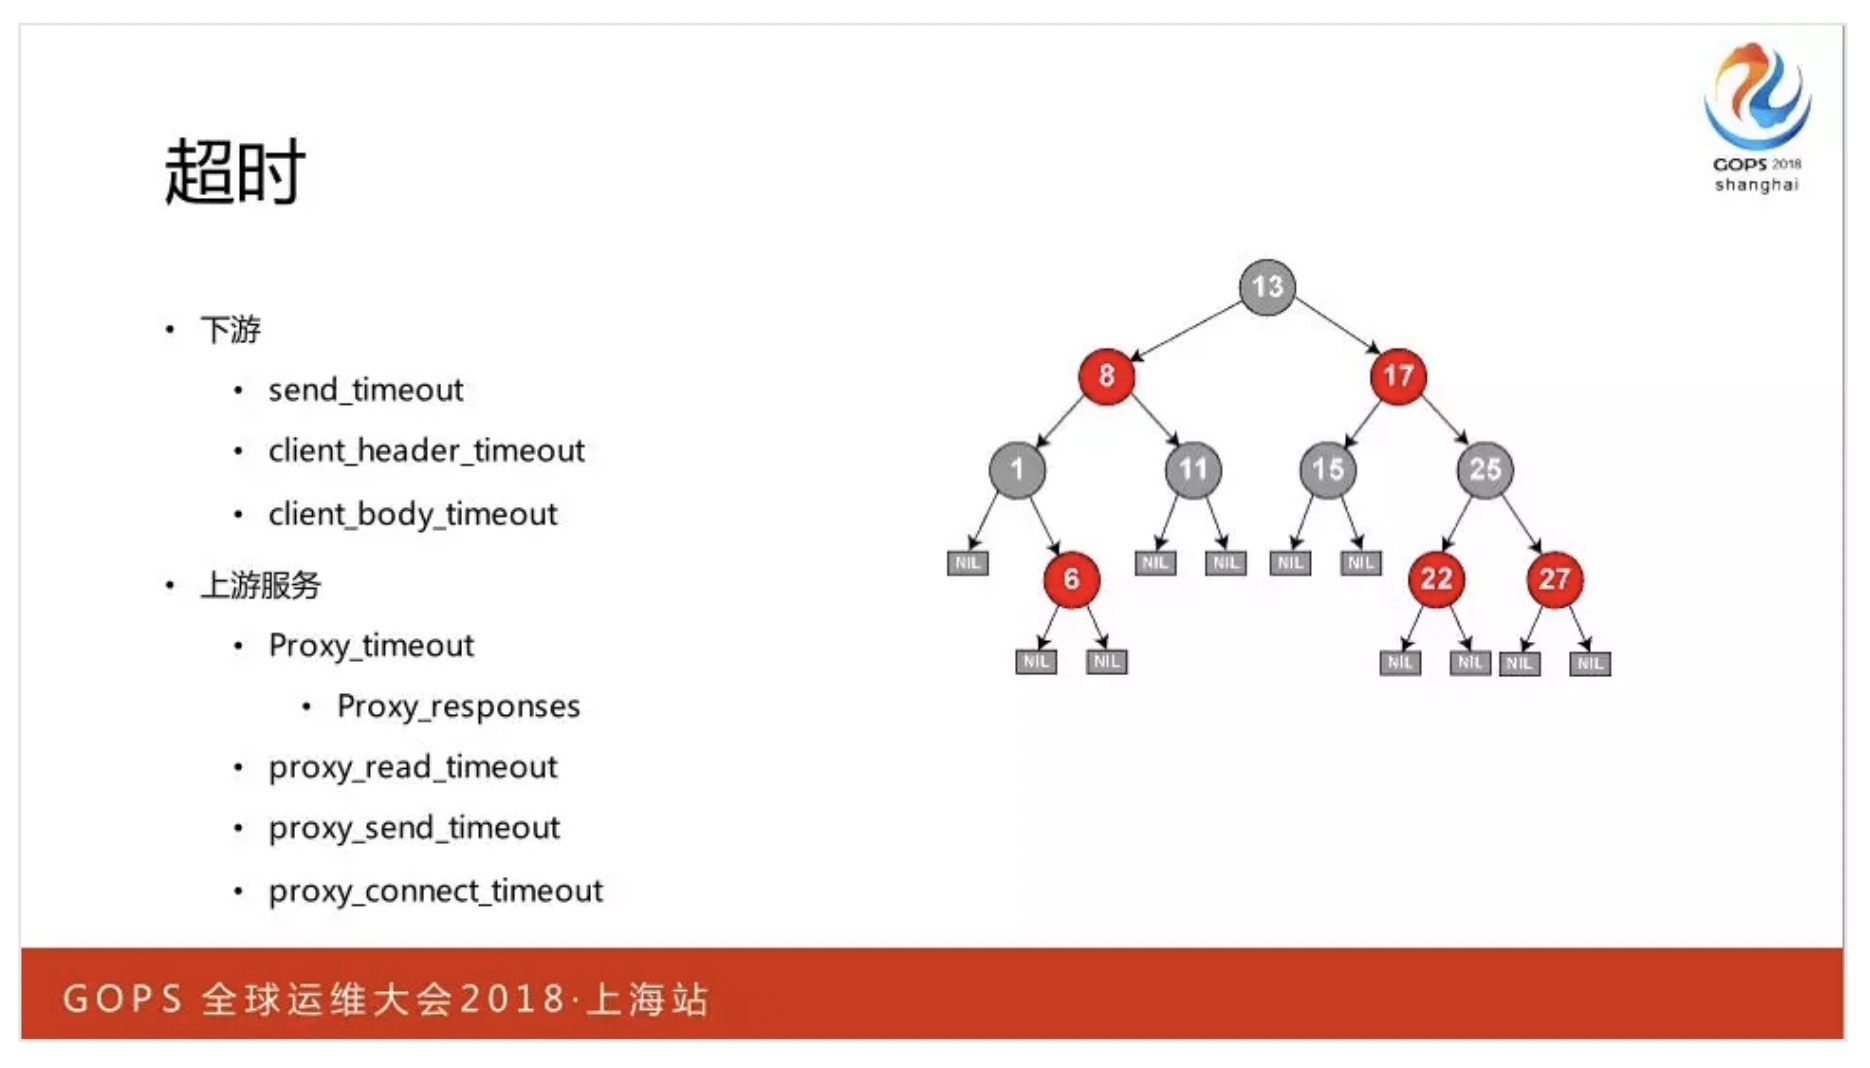 GOPS 2018
shanghai
超时
• 下游
• send_timeout
• client_header_timeout
• client_body_timeout
• 上游服务
• Proxy_timeout
• Proxy_responses
• proxy_read_timeout
• proxy_send_timeout
• proxy_connect_timeout
13
8 17
1 11 15 25
NIL NIL NIL NIL NIL
6 22 27
NIL NIL NIL NIL NIL NIL
GOPS 全球运维大会2018·上海站